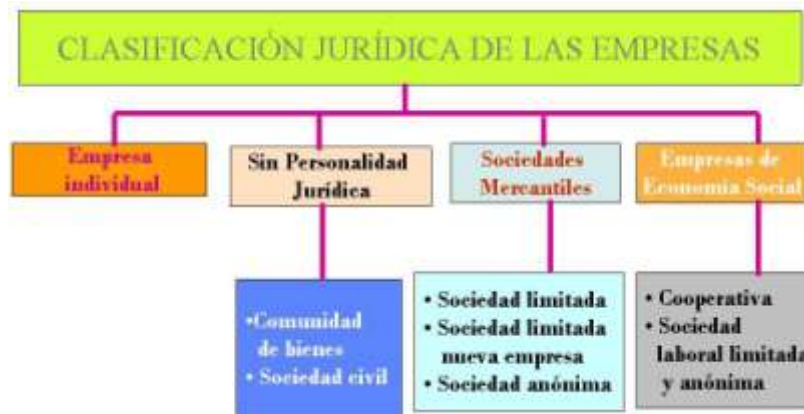 CLASIFICACIÓN JURÍDICA DE LAS EMPRESAS
Empresa
individual
Sin Personalidad
Jurídica
Sociedades
Mercantiles
Empresas de
Economía Social
•Comunidad
de bienes
• Sociedad civil
• Sociedad limitada
• Sociedad limitada
nueva empresa
• Sociedad anónima
• Cooperativa
• Sociedad
laboral limitada
y anónima